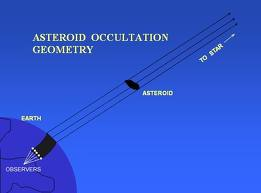 ASTEROID OCCULTATION
GEOMETRY
TO STAR
ASTEROID
EARTH
OBSERVERS